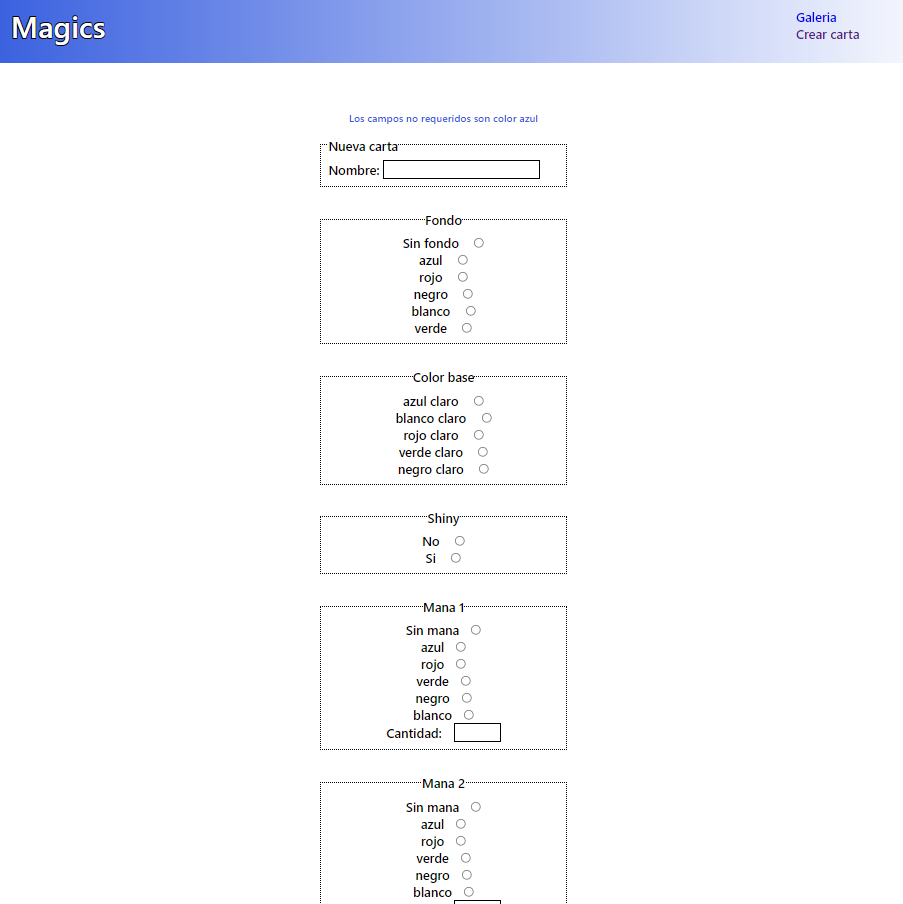 Magics
Galeria
Crear carta
Los campos no requeridos son color azul
Nueva carta
Nombre:
Fondo
Sin fondo
azul
rojo
negro
blanco
verde
Color base
azul claro
blanco claro
rojo claro
verde claro
negro claro
Shiny
No
Si
Mana 1
Sin mana
azul
rojo
verde
negro
blanco
Cantidad:
Mana 2
Sin mana
azul
rojo
verde
negro
blanco